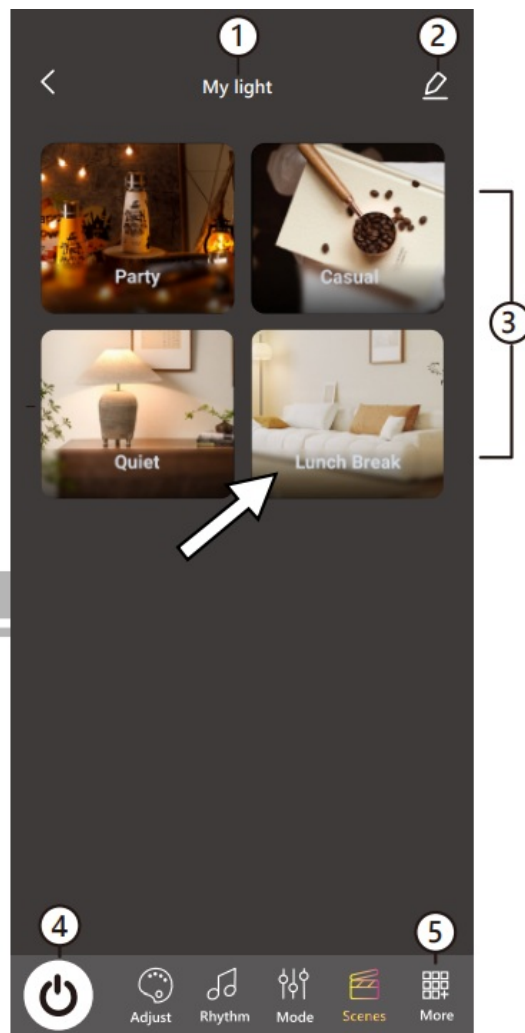 1
2
My light
3
Party
Casual
Quiet
Lunch Break
4
5
Adjust
Rhythm
Mode
Scenes
More